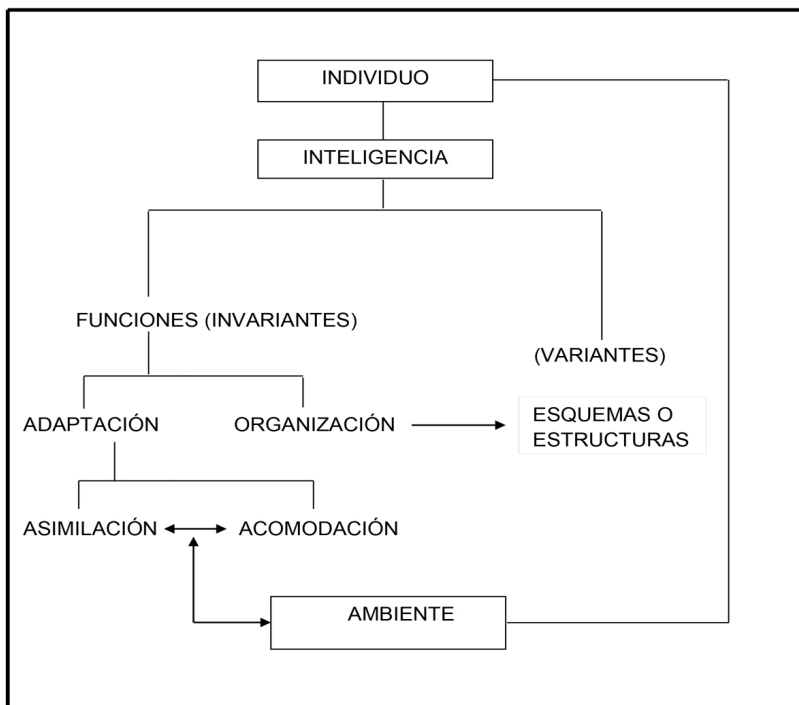 INDIVIDUO
INTELIGENCIA
FUNCIONES (INVARIANTES)
(VARIANTES)
ADAPTACIÓN
ORGANIZACIÓN
ESQUEMAS O
ESTRUCTURAS
ASIMILACIÓN
ACOMODACIÓN
AMBIENTE